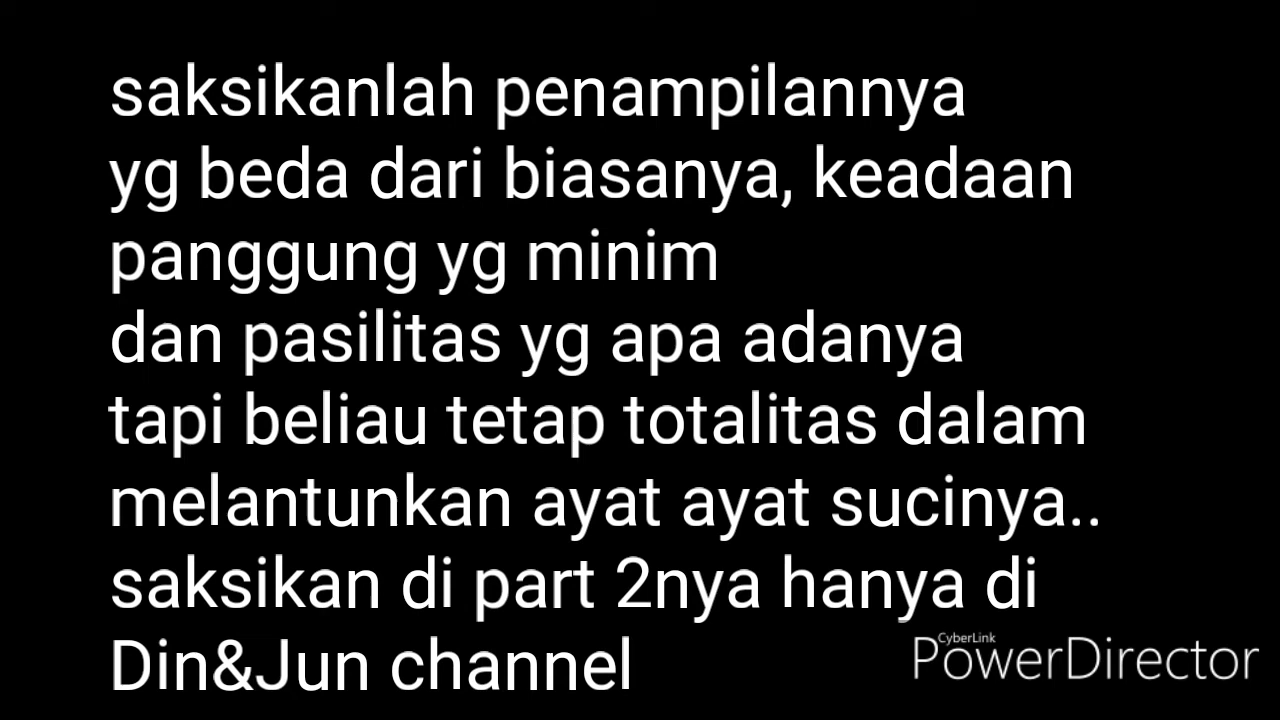 saksikanlah penampilannya
yg beda dari biasanya, keadaan
panggung yg minim
dan pasilitas yg apa adanya
tapi beliau tetap totalitas dalam
melantunkan ayat ayat sucinya..
saksikan di part 2nya hanya di
Din&Jun channel
CyberLink
PowerDirector